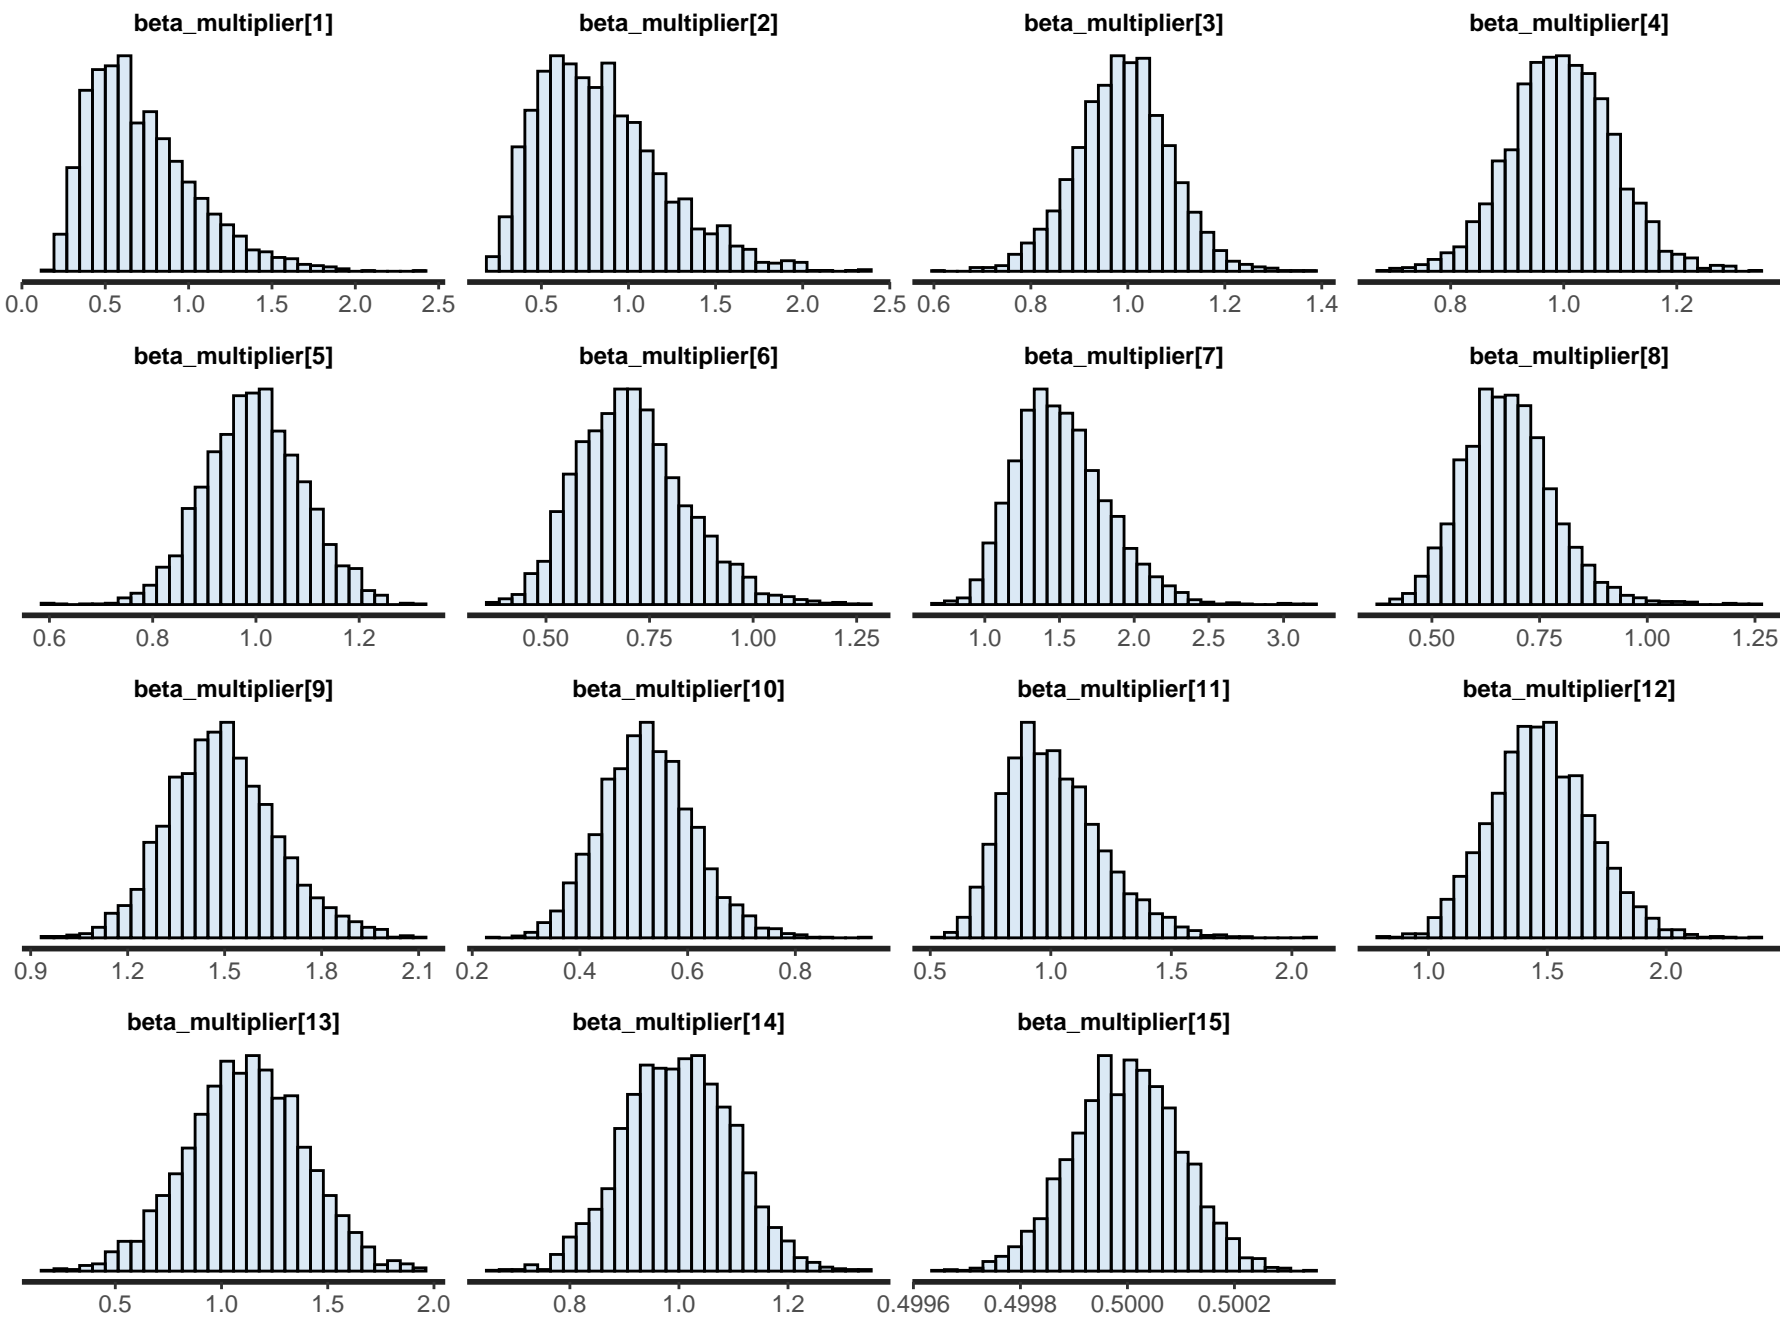 beta_multiplier[1] beta_multiplier[2] beta_multiplier[3] beta_multiplier[4]
0.0 0.5 1.0 1.5 2.0 2.5 0.5 1.0 1.5 2.0 2.5 0.6 0.8 1.0 1.2 1.4 0.8 1.0 1.2
beta_multiplier[5] beta_multiplier[6] beta_multiplier[7] beta_multiplier[8]
0.6 0.8 1.0 1.2 0.50 0.75 1.00 1.25 1.0 1.5 2.0 2.5 3.0 0.50 0.75 1.00 1.25
beta_multiplier[9] beta_multiplier[10] beta_multiplier[11] beta_multiplier[12]
0.9 1.2 1.5 1.8 2.1 0.2 0.4 0.6 0.8 0.5 1.0 1.5 2.0 1.0 1.5 2.0
beta_multiplier[13] beta_multiplier[14] beta_multiplier[15]
0.5 1.0 1.5 2.0 0.8 1.0 1.2 0.4996 0.4998 0.5000 0.5002